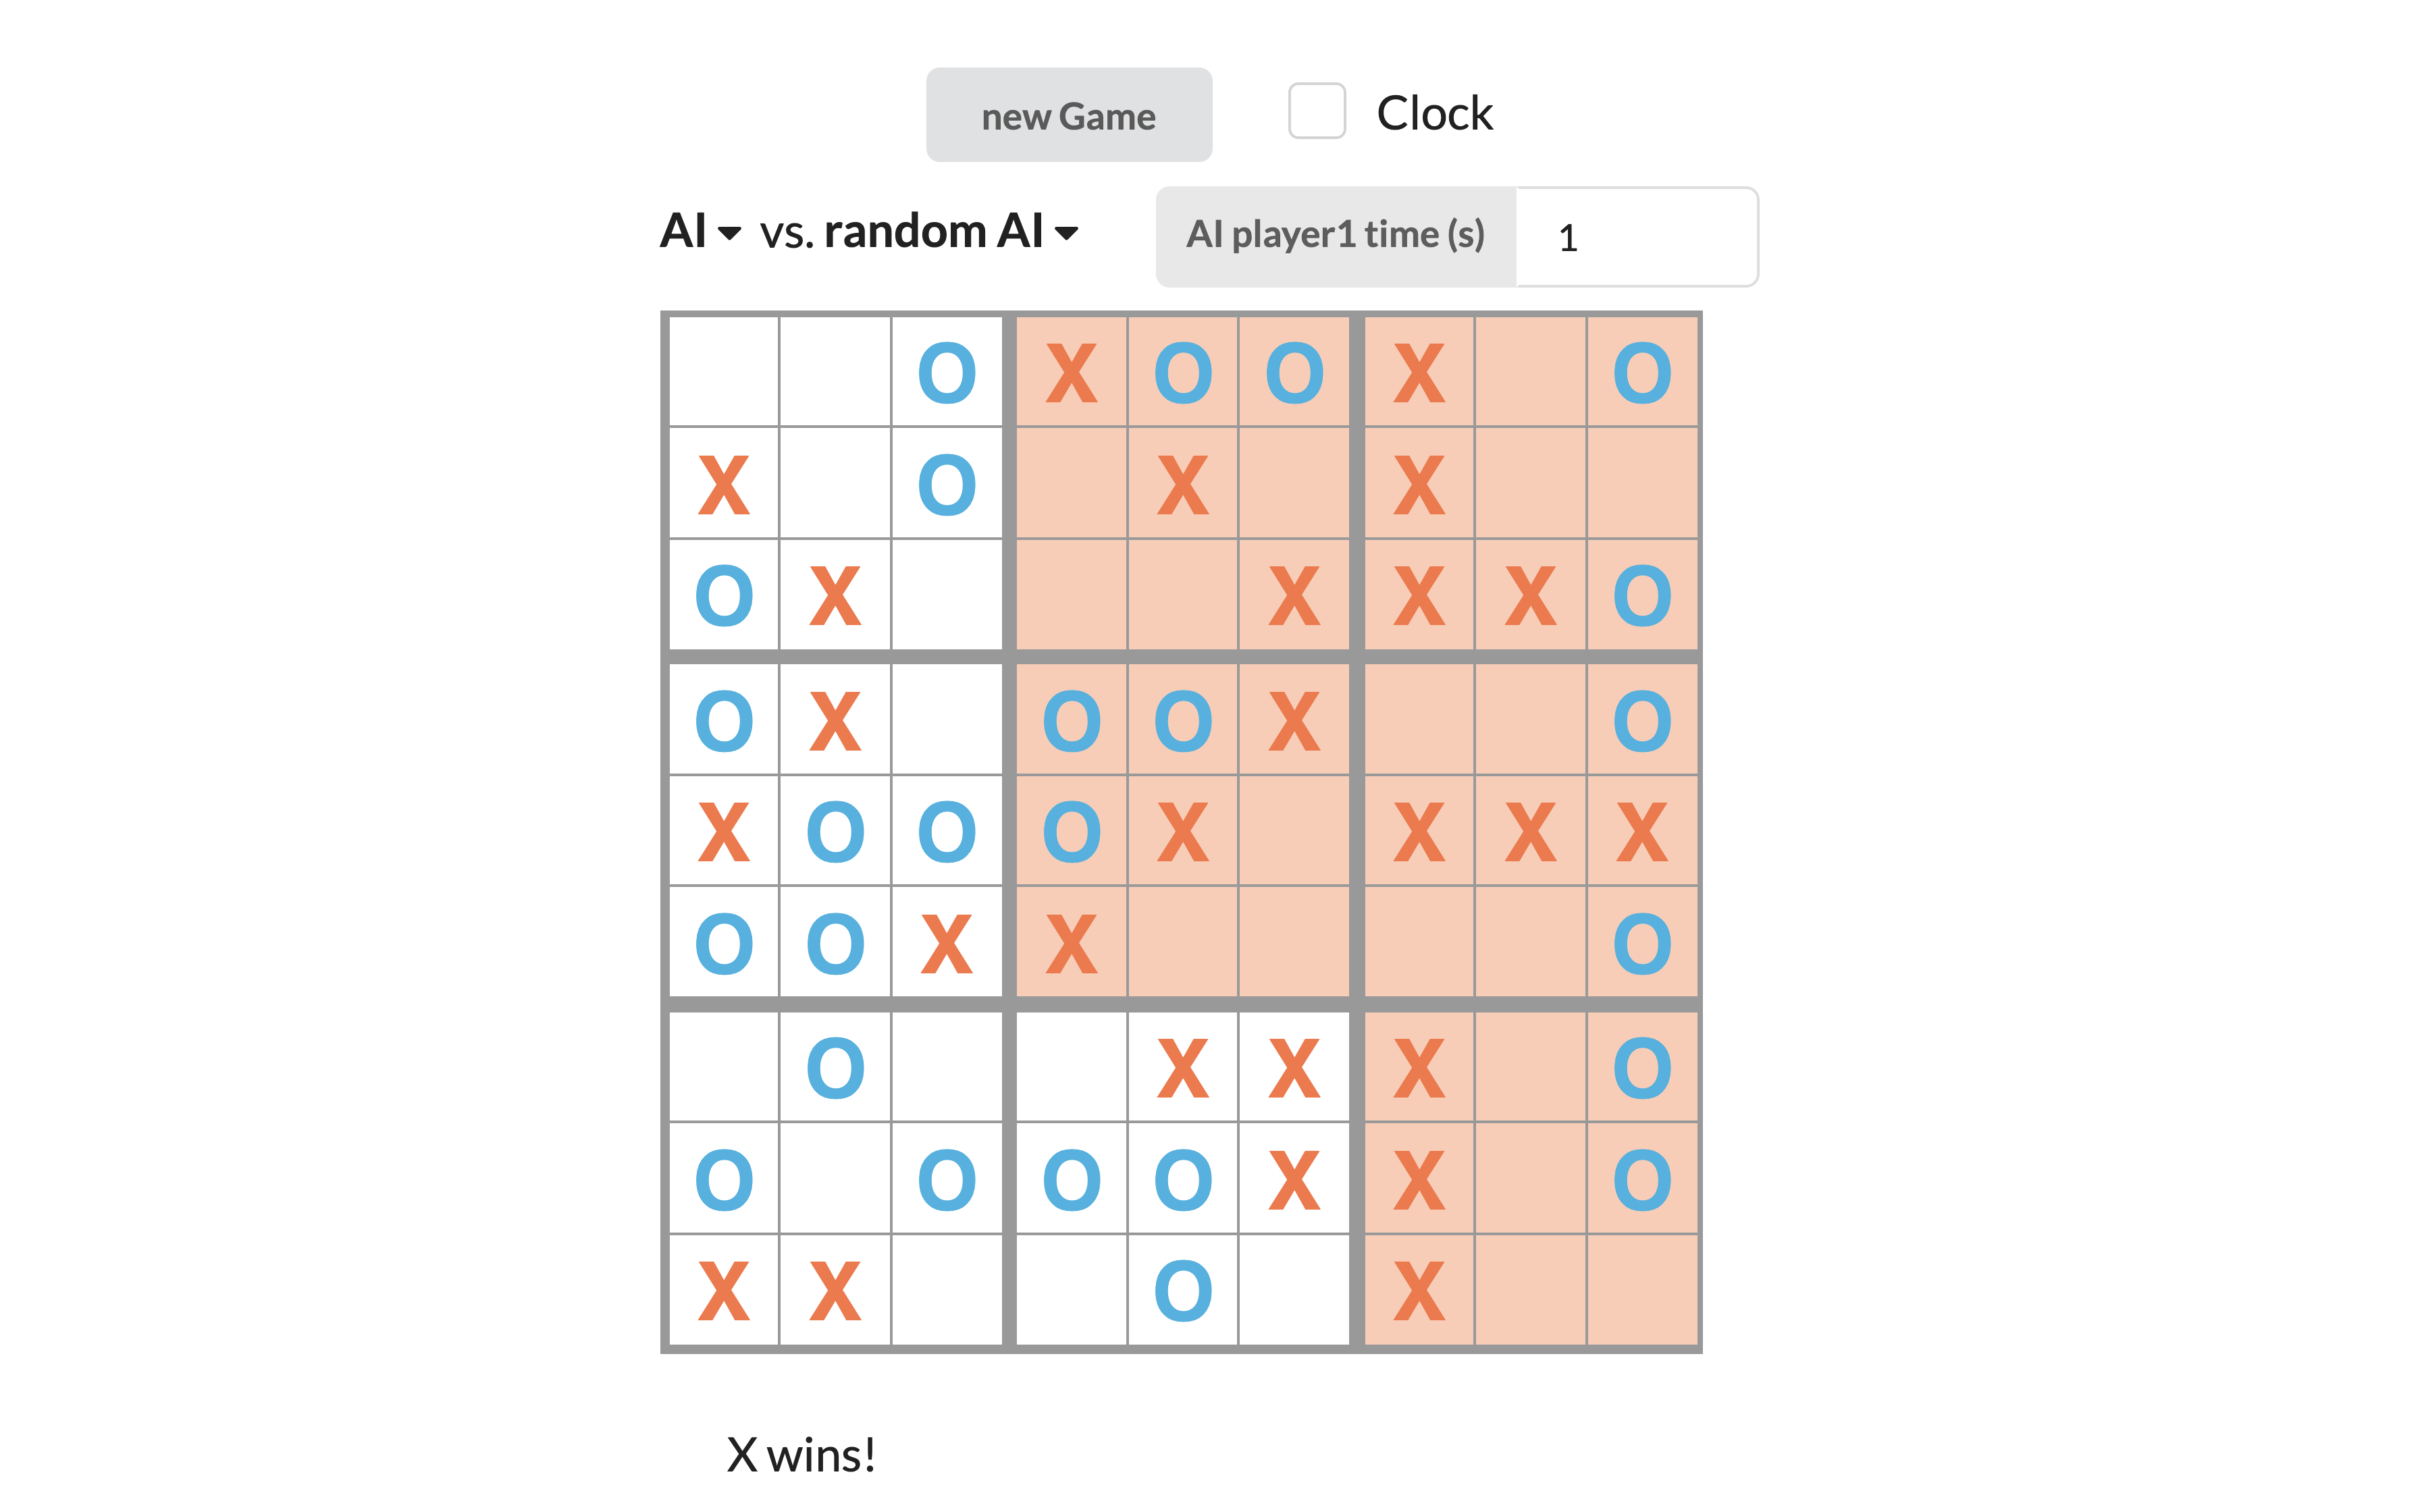 new Game Clock
AI vs. random AI AI player1 time (s) 1
O X O O X O
X O X X
O X X X O
O X O O X O
X O O O X X X X
O O X X O
O X X X O
O O O O X X O
X X O X
X wins!